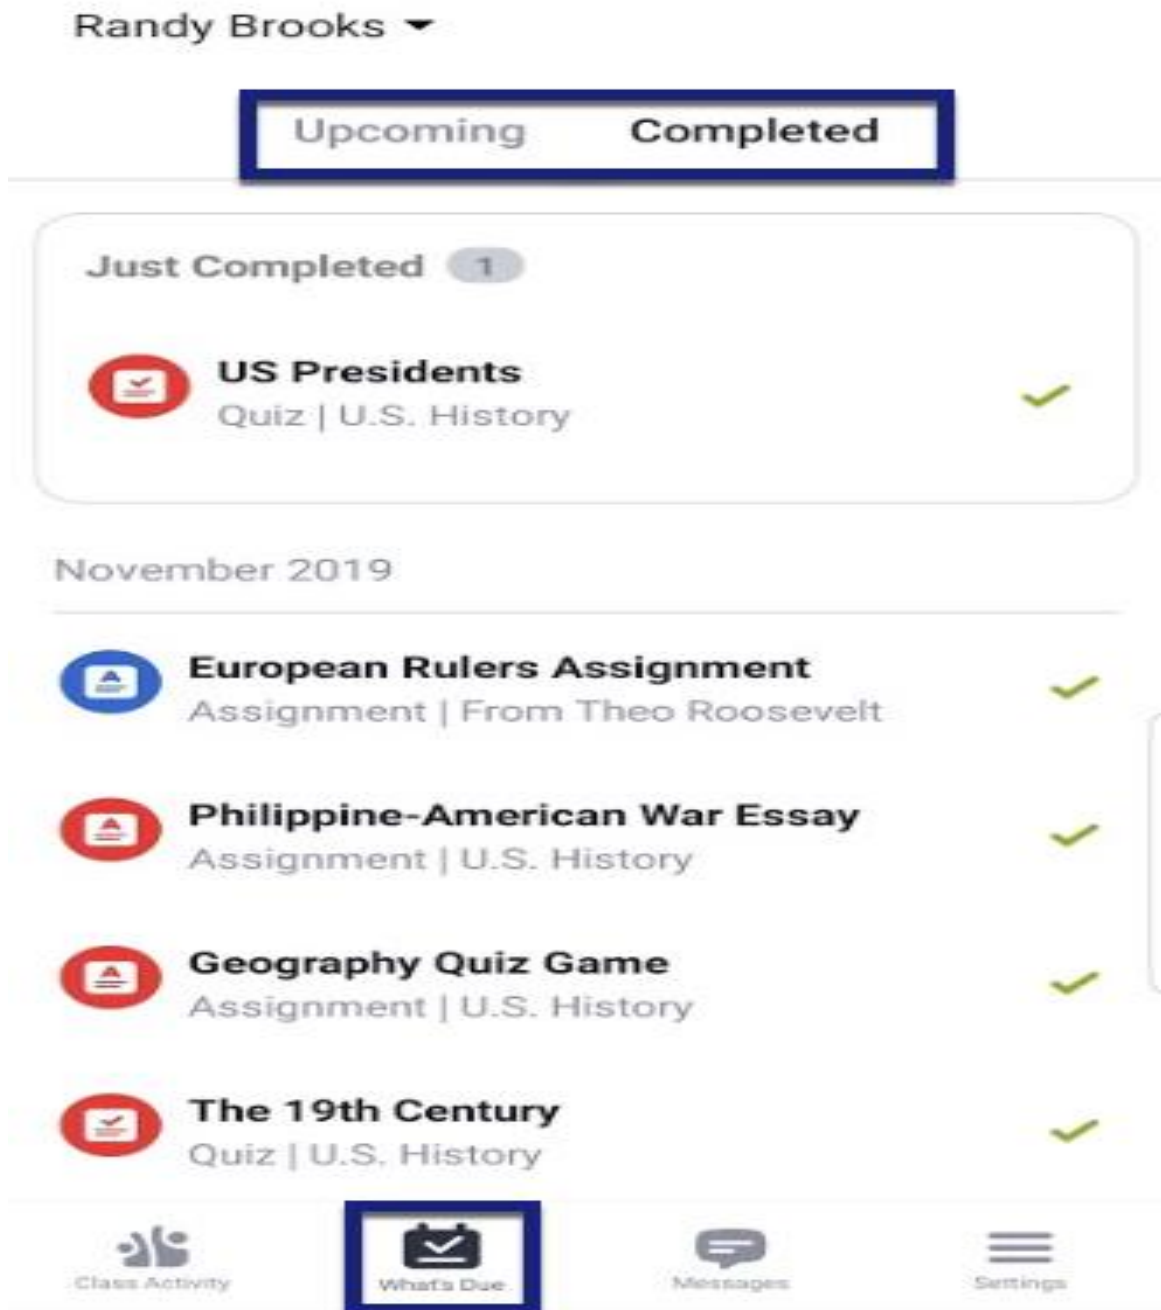 Randy Brooks
Upcoming Completed
Just Completed 1
US Presidents
Quiz | U.S. History
November 2019
European Rulers Assignment
Assignment | From Theo Roosevelt
Philippine-American War Essay
Assignment | U.S. History
Geography Quiz Game
Assignment | U.S. History
The 19th Century
Quiz | U.S. History
Class Activity What's Due Messages Settings